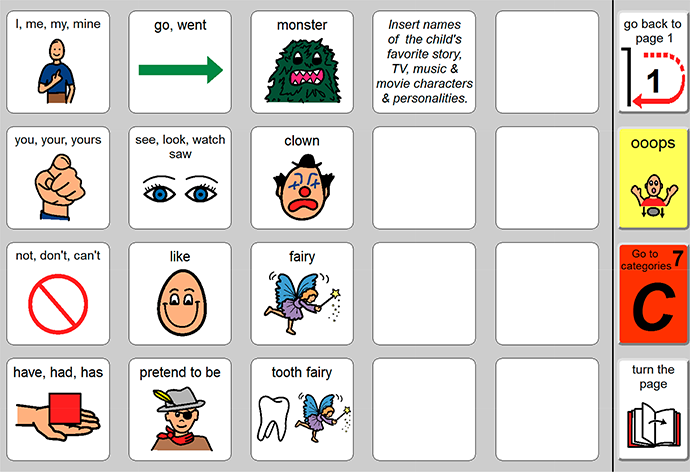 I, me, my, mine
go, went
monster
Insert names
of the child's
favorite story,
TV, music &
movie characters
& personalities.
go back to
page 1
1
you, your, yours
see, look, watch
saw
clown
ooops
not, don't, can't
like
fairy
Go to
categories 7
C
have, had, has
pretend to be
tooth fairy
turn the
page